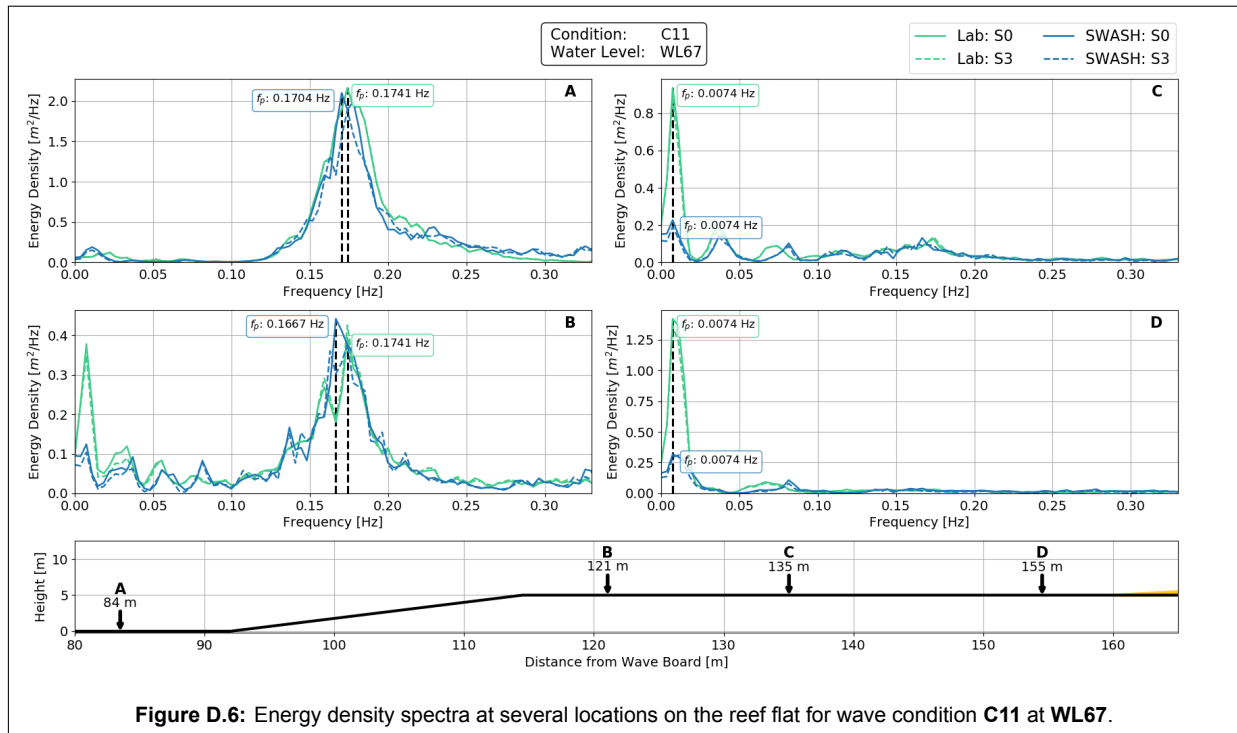 Condition: C11
Water Level: WL67
Lab: S0
Lab: S3
SWASH: S0
SWASH: S3
A
Energy Density [m²/Hz]
2.0
1.5
1.0
0.5
0.0
fₚ: 0.1704 Hz
fₚ: 0.1741 Hz
0.00 0.05 0.10 0.15 0.20 0.25 0.30
Frequency [Hz]
C
Energy Density [m²/Hz]
0.8
0.6
0.4
0.2
0.0
fₚ: 0.0074 Hz
fₚ: 0.0074 Hz
0.00 0.05 0.10 0.15 0.20 0.25 0.30
Frequency [Hz]
B
Energy Density [m²/Hz]
0.4
0.3
0.2
0.1
0.0
fₚ: 0.1667 Hz
fₚ: 0.1741 Hz
0.00 0.05 0.10 0.15 0.20 0.25 0.30
Frequency [Hz]
D
Energy Density [m²/Hz]
1.25
1.00
0.75
0.50
0.25
0.00
fₚ: 0.0074 Hz
fₚ: 0.0074 Hz
0.00 0.05 0.10 0.15 0.20 0.25 0.30
Frequency [Hz]
Height [m]
10
5
0
A
84 m
B
121 m
C
135 m
D
155 m
80 90 100 110 120 130 140 150 160
Distance from Wave Board [m]
Figure D.6: Energy density spectra at several locations on the reef flat for wave condition C11 at WL67.